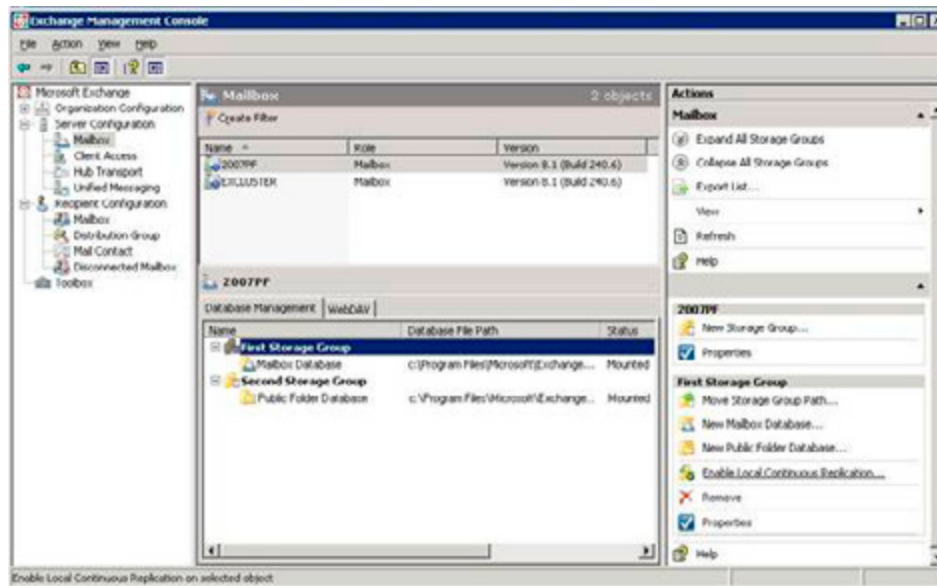 Exchange Management Console
File Action View Help
Microsoft Exchange
Organization Configuration
Server Configuration
Mailbox
Client Access
Hub Transport
Unified Messaging
Recipient Configuration
Mailbox
Distribution Group
Mail Contact
Disconnected Mailbox
Toolbox
Mailbox 2 objects
Create Filter
Name Role Version
2007PF Mailbox Version 8.1 (Build 240.6)
EXCLUSTER Mailbox Version 8.1 (Build 240.6)
2007PF
Database Management WebDAV
Name Database File Path Status
First Storage Group
Mailbox Database c:\Program Files\Microsoft\Exchange... Mounted
Second Storage Group
Public Folder Database c:\Program Files\Microsoft\Exchange... Mounted
Actions
Mailbox
Expand All Storage Groups
Collapse All Storage Groups
Export List...
View
Refresh
Help
2007PF
New Storage Group...
Properties
First Storage Group
Move Storage Group Path...
New Mailbox Database...
New Public Folder Database...
Enable Local Continuous Replication...
Remove
Properties
Help
Enable Local Continuous Replication on selected object